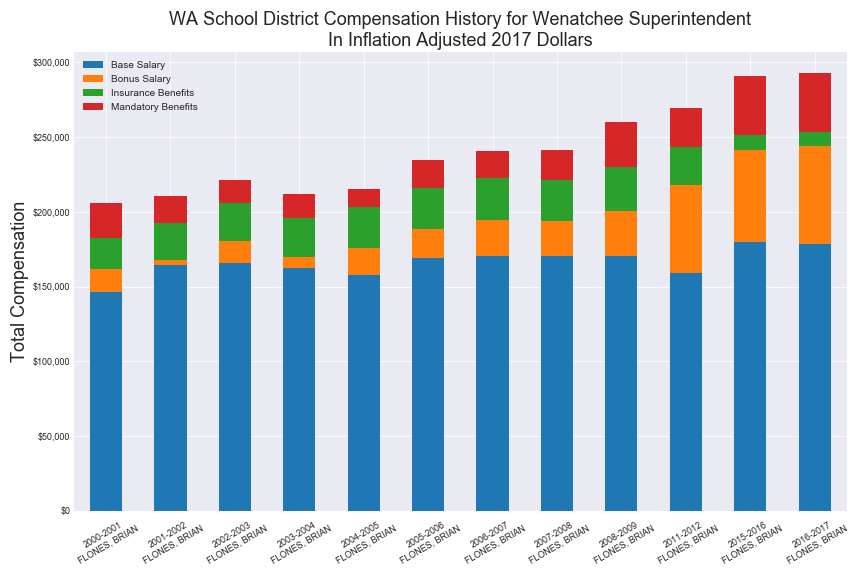 WA School District Compensation History for Wenatchee Superintendent
In Inflation Adjusted 2017 Dollars
Base Salary
Bonus Salary
Insurance Benefits
Mandatory Benefits
Total Compensation
$300,000
$250,000
$200,000
$150,000
$100,000
$50,000
$0
2000-2001
FLONES, BRIAN
2001-2002
FLONES, BRIAN
2002-2003
FLONES, BRIAN
2003-2004
FLONES, BRIAN
2004-2005
FLONES, BRIAN
2005-2006
FLONES, BRIAN
2006-2007
FLONES, BRIAN
2007-2008
FLONES, BRIAN
2008-2009
FLONES, BRIAN
2011-2012
FLONES, BRIAN
2015-2016
FLONES, BRIAN
2016-2017
FLONES, BRIAN